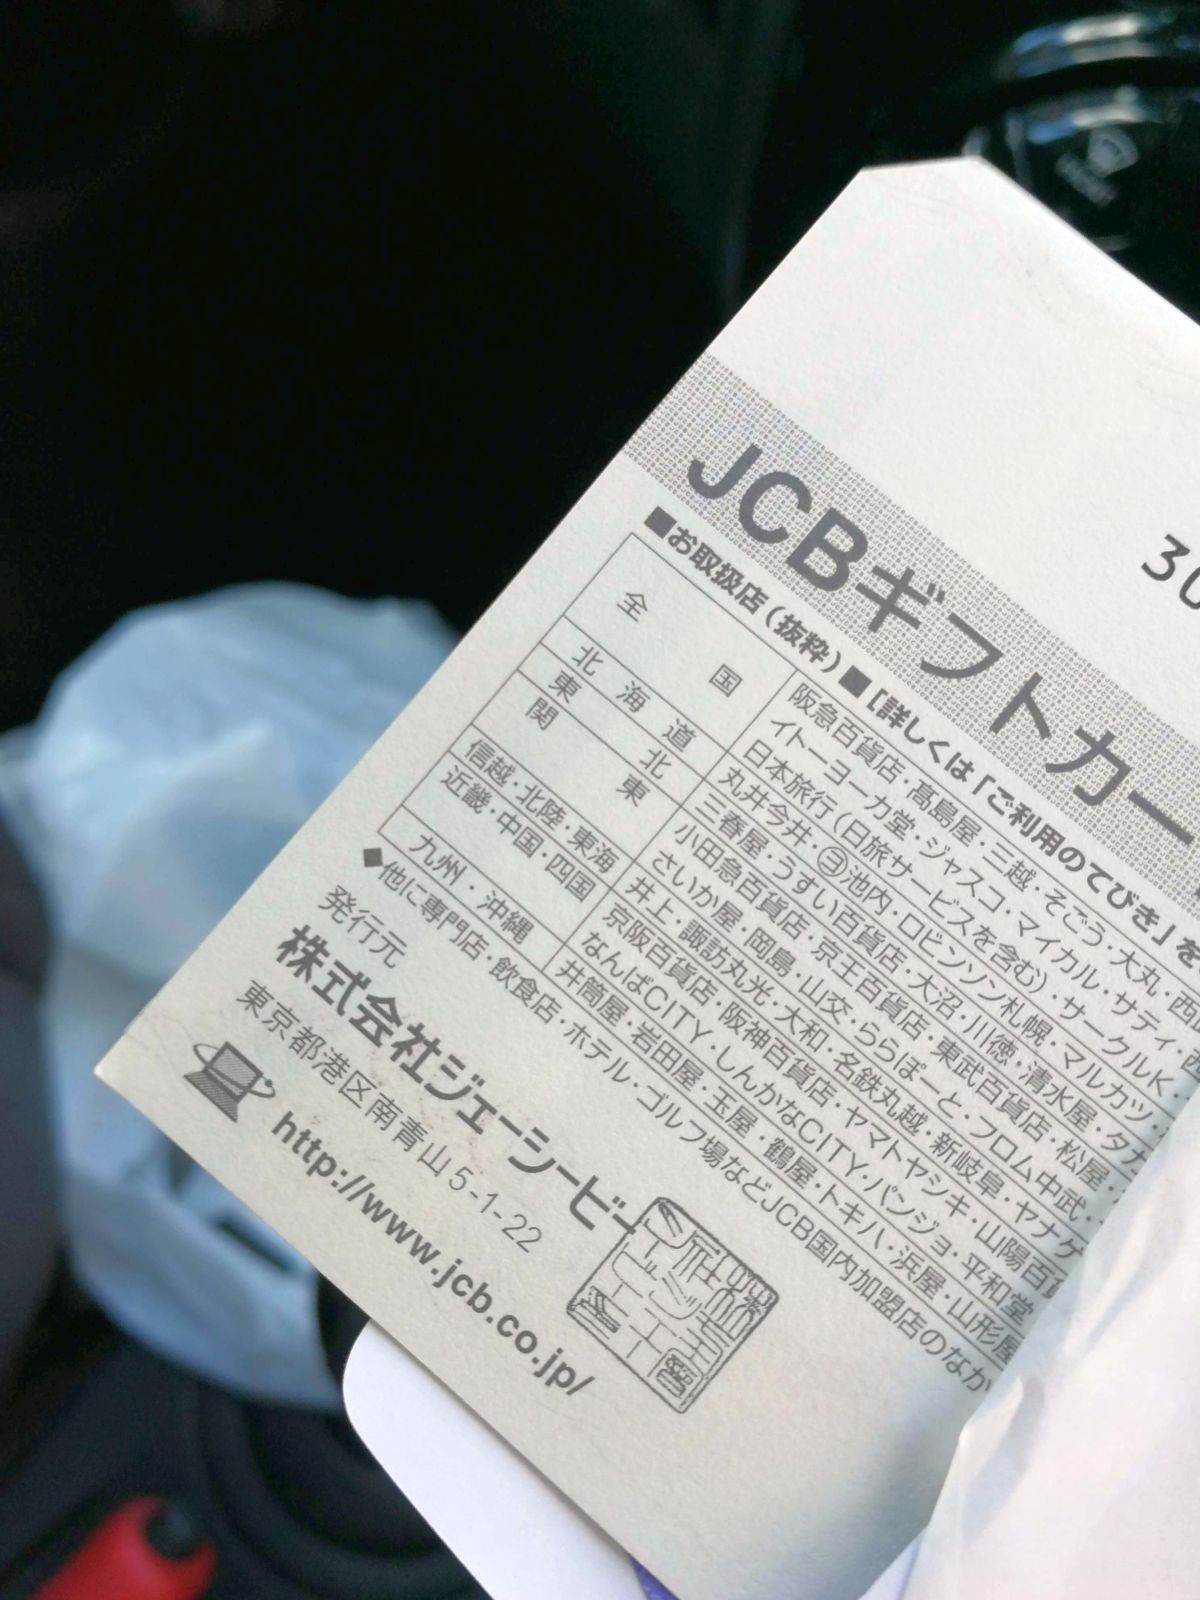 30
JCBギフトカー
■お取扱店(抜粋)■[詳しくは「ご利用のてびき」を
全国
阪急百貨店・髙島屋・三越・そごう・大丸・西
イトーヨーカ堂・ジャスコ・マイカル・サティ・西
日本旅行(日旅サービスを含む)・サークルK・
北海道
丸井今井・㋵池内・ロビンソン札幌・マルカツ・
東北
三春屋・うすい百貨店・大沼・川徳・清水屋・タカ
関東
小田急百貨店・京王百貨店・東武百貨店・松屋・
さいか屋・岡島・山交・ららぽーと・フロム中武・
信越・北陸・東海
井上・諏訪丸光・大和・名鉄丸越・新岐阜・ヤナゲ
近畿・中国・四国
京阪百貨店・阪神百貨店・ヤマトヤシキ・山陽百貨
なんばCITY・しんかなCITY・パンジョ・平和堂
九州・沖縄
井筒屋・岩田屋・玉屋・鶴屋・トキハ・浜屋・山形屋
◆他に専門店・飲食店・ホテル・ゴルフ場などJCB国内加盟店のなか
発行元
株式会社ジェーシービー
東京都港区南青山5-1-22
http://www.jcb.co.jp/